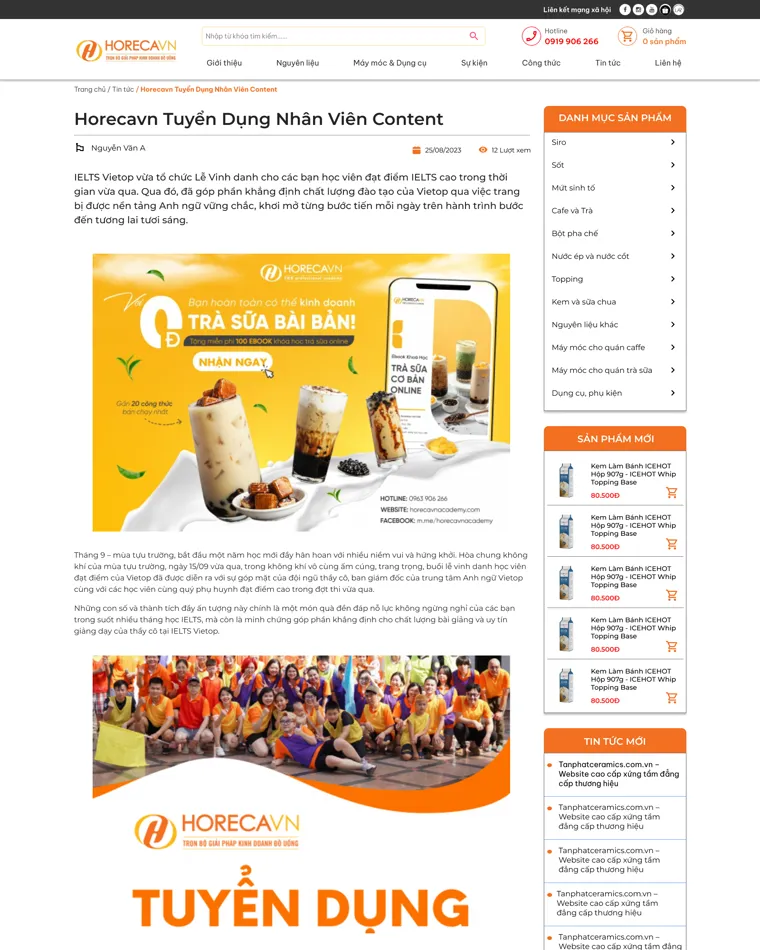 Liên kết mạng xã hội
HORECAVN
TRỌN BỘ GIẢI PHÁP KINH DOANH ĐỒ UỐNG
Nhập từ khóa tìm kiếm......
Hotline
0919 906 266
Giỏ hàng
0 sản phẩm
Giới thiệu
Nguyên liệu
Máy móc & Dụng cụ
Sự kiện
Công thức
Tin tức
Liên hệ
Trang chủ / Tin tức / Horecavn Tuyển Dụng Nhân Viên Content
Horecavn Tuyển Dụng Nhân Viên Content
Nguyễn Văn A
25/08/2023
12 Lượt xem
IELTS Vietop vừa tổ chức Lễ Vinh danh cho các bạn học viên đạt điểm IELTS cao trong thời
gian vừa qua. Qua đó, đã góp phần khẳng định chất lượng đào tạo của Vietop qua việc trang
bị được nền tảng Anh ngữ vững chắc, khơi mở từng bước tiến mỗi ngày trên hành trình bước
đến tương lai tươi sáng.
HORECAVN
Với
0Đ
Bạn hoàn toàn có thể kinh doanh
TRÀ SỮA BÀI BẢN!
Tặng miễn phí 100 EBOOK khóa học trà sữa online
NHẬN NGAY
Gần 20 công thức
bán chạy nhất
HORECAVN
Ebook Khoá Học
TRÀ SỮA
CƠ BẢN
ONLINE
HOTLINE: 0963 906 266
WEBSITE: horecavnacademy.com
FACEBOOK: m.me/horecavnacademy
Tháng 9 – mùa tựu trường, bắt đầu một năm học mới đầy hân hoan với nhiều niềm vui và hứng khởi. Hòa chung không
khí của mùa tựu trường, ngày 15/09 vừa qua, trong không khí vô cùng ấm cúng, trang trọng, buổi lễ vinh danh học viên
đạt điểm của Vietop đã được diễn ra với sự góp mặt của đội ngũ thầy cô, ban giám đốc của trung tâm Anh ngữ Vietop
cùng với các học viên cùng quý phụ huynh đạt điểm cao trong đợt thi vừa qua.
Những con số và thành tích đầy ấn tượng này chính là một món quà đền đáp nỗ lực không ngừng nghỉ của các bạn
trong suốt nhiều tháng học IELTS, mà còn là minh chứng góp phần khẳng định cho chất lượng bài giảng và uy tín
giảng dạy của thầy cô tại IELTS Vietop.
HORECAVN
TRỌN BỘ GIẢI PHÁP KINH DOANH ĐỒ UỐNG
TUYỂN DỤNG
DANH MỤC SẢN PHẨM
Siro
Sốt
Mứt sinh tố
Cafe và Trà
Bột pha chế
Nước ép và nước cốt
Topping
Kem và sữa chua
Nguyên liệu khác
Máy móc cho quán caffe
Máy móc cho quán trà sữa
Dụng cụ, phụ kiện
SẢN PHẨM MỚI
Kem Làm Bánh ICEHOT
Hộp 907g - ICEHOT Whip
Topping Base
80.500Đ
Kem Làm Bánh ICEHOT
Hộp 907g - ICEHOT Whip
Topping Base
80.500Đ
Kem Làm Bánh ICEHOT
Hộp 907g - ICEHOT Whip
Topping Base
80.500Đ
Kem Làm Bánh ICEHOT
Hộp 907g - ICEHOT Whip
Topping Base
80.500Đ
Kem Làm Bánh ICEHOT
Hộp 907g - ICEHOT Whip
Topping Base
80.500Đ
TIN TỨC MỚI
Tanphatceramics.com.vn –
Website cao cấp xứng tầm đẳng
cấp thương hiệu
Tanphatceramics.com.vn –
Website cao cấp xứng tầm
đẳng cấp thương hiệu
Tanphatceramics.com.vn –
Website cao cấp xứng tầm
đẳng cấp thương hiệu
Tanphatceramics.com.vn –
Website cao cấp xứng tầm
đẳng cấp thương hiệu
Tanphatceramics.com.vn –
Website cao cấp xứng tầm đẳng